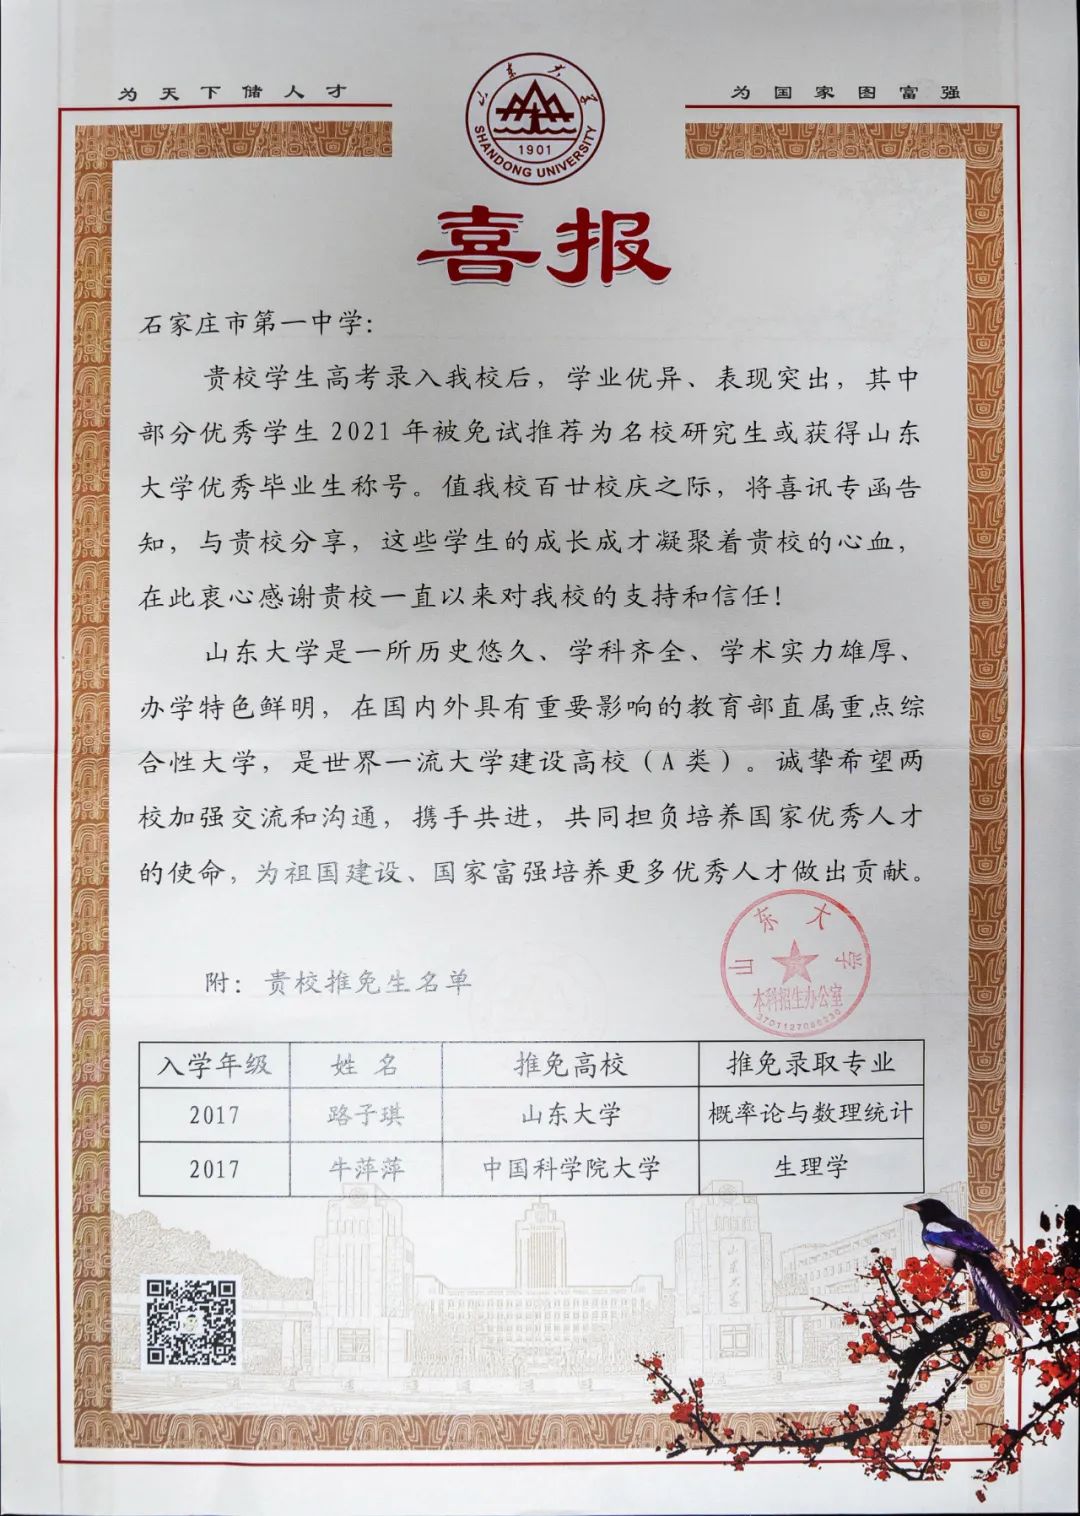 为天下储人才
为国家图富强
山东大学
1901
SHANDONG UNIVERSITY
喜报
石家庄市第一中学：
贵校学生高考录入我校后，学业优异、表现突出，其中
部分优秀学生2021年被免试推荐为名校研究生或获得山东
大学优秀毕业生称号。值我校百廿校庆之际，将喜讯专函告
知，与贵校分享，这些学生的成长成才凝聚着贵校的心血，
在此衷心感谢贵校一直以来对我校的支持和信任！
山东大学是一所历史悠久、学科齐全、学术实力雄厚、
办学特色鲜明，在国内外具有重要影响的教育部直属重点综
合性大学，是世界一流大学建设高校（A类）。诚挚希望两
校加强交流和沟通，携手共进，共同担负培养国家优秀人才
的使命，为祖国建设、国家富强培养更多优秀人才做出贡献。
山东大学
本科招生办公室
附：贵校推免生名单
入学年级 姓名 推免高校 推免录取专业
2017 路子琪 山东大学 概率论与数理统计
2017 牛萍萍 中国科学院大学 生理学
山东大学